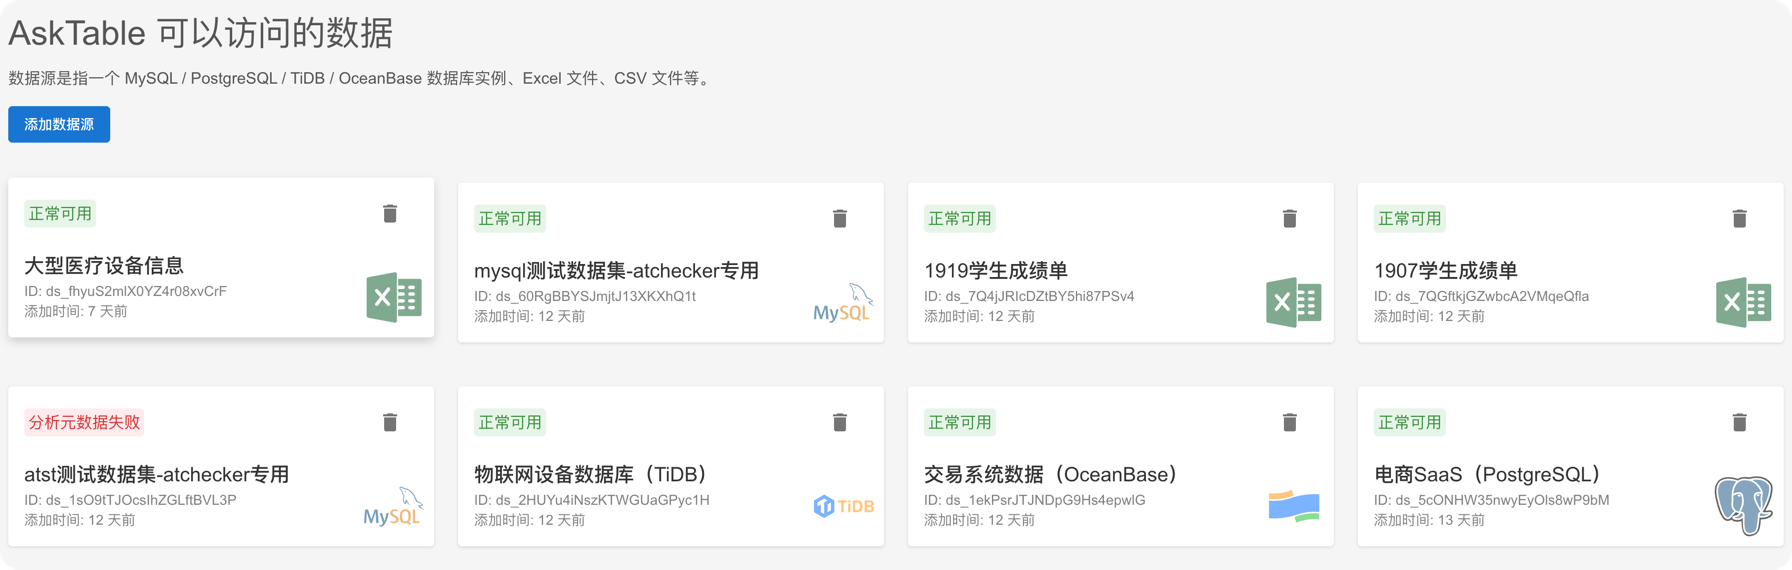 AskTable 可以访问的数据
数据源是指一个 MySQL / PostgreSQL / TiDB / OceanBase 数据库实例、Excel 文件、CSV 文件等。
添加数据源
正常可用
大型医疗设备信息
ID: ds_fhyuS2mlX0YZ4r08xvCrF
添加时间: 7 天前
正常可用
mysql测试数据集-atchecker专用
ID: ds_60RgBBYSJmjtJ13XKXhQ1t
添加时间: 12 天前
MySQL
正常可用
1919学生成绩单
ID: ds_7Q4jJRIcDZtBY5hi87PSv4
添加时间: 12 天前
正常可用
1907学生成绩单
ID: ds_7QGftkjGZwbcA2VMqeQfla
添加时间: 12 天前
分析元数据失败
atst测试数据集-atchecker专用
ID: ds_1sO9tTJOcsIhZGLftBVL3P
添加时间: 12 天前
MySQL
正常可用
物联网设备数据库（TiDB）
ID: ds_2HUYu4iNszKTWGUaGPyc1H
添加时间: 12 天前
TiDB
正常可用
交易系统数据（OceanBase）
ID: ds_1ekPsrJTJNDpG9Hs4epwIG
添加时间: 12 天前
正常可用
电商SaaS（PostgreSQL）
ID: ds_5cONHW35nwyEyOls8wP9bM
添加时间: 13 天前